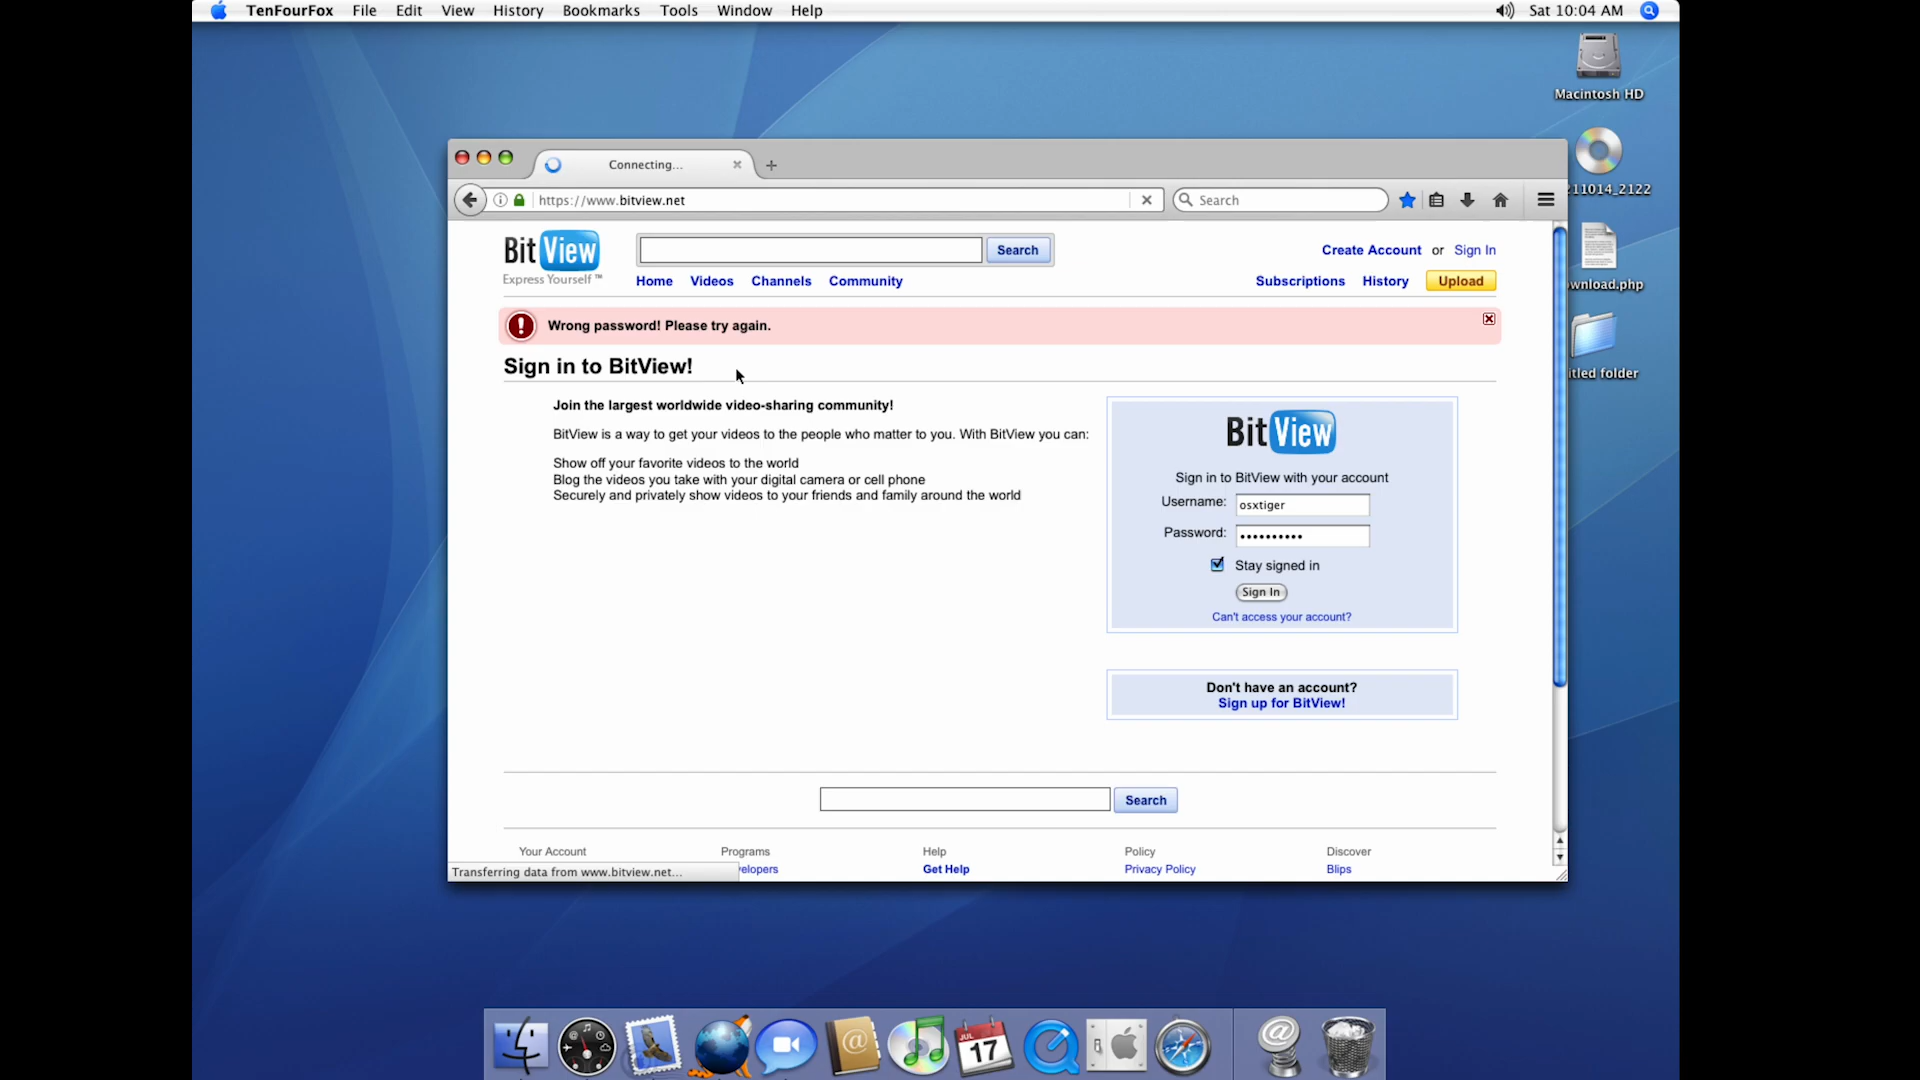 TenFourFox File Edit View History Bookmarks Tools Window Help Sat 10:04 AM
Macintosh HD
Connecting...
https://www.bitview.net Search
211014_2122
BitView Search Create Account or Sign In
Express Yourself™
Home Videos Channels Community Subscriptions History Upload
wnload.php
Wrong password! Please try again.
Sign in to BitView!
itled folder
Join the largest worldwide video-sharing community!
BitView is a way to get your videos to the people who matter to you. With BitView you can:
Show off your favorite videos to the world
Blog the videos you take with your digital camera or cell phone
Securely and privately show videos to your friends and family around the world
BitView
Sign in to BitView with your account
Username: osxtiger
Password: ••••••••••
Stay signed in
Sign In
Can't access your account?
Don't have an account?
Sign up for BitView!
Search
Your Account Programs Help Policy Discover
Transferring data from www.bitview.net... velopers Get Help Privacy Policy Blips
JUL
17